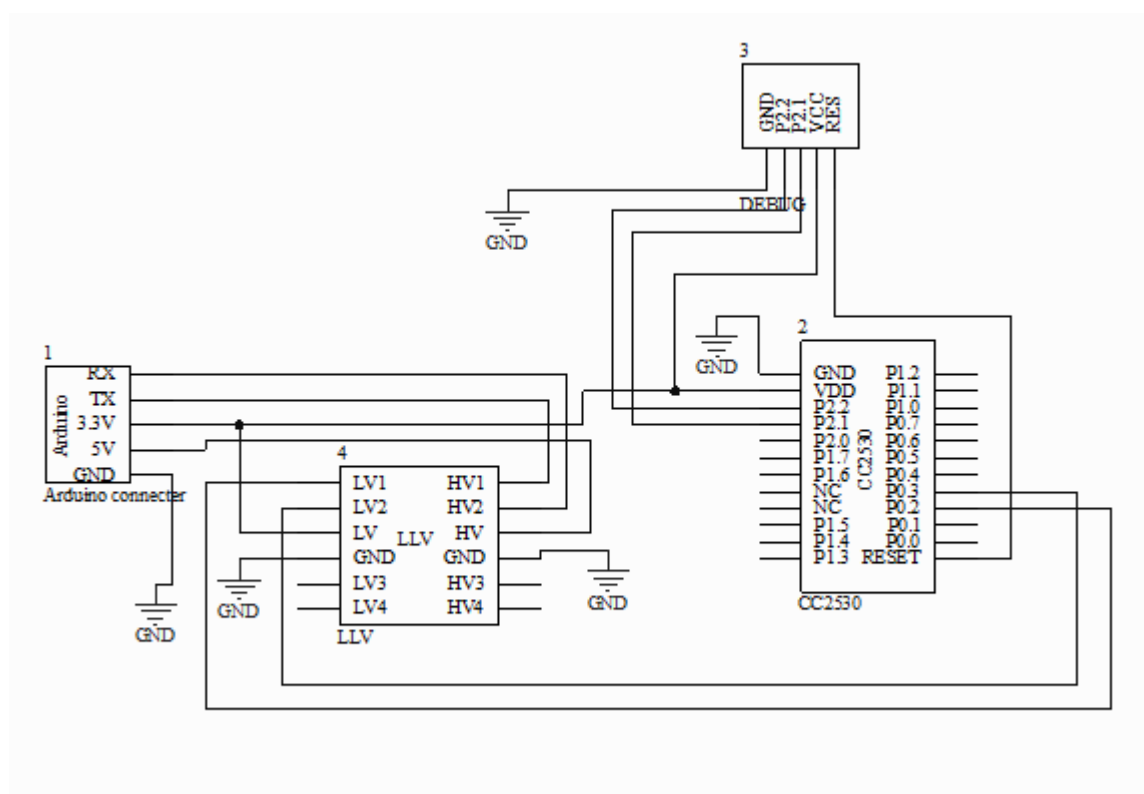 3
GND
P2.2
P2.1
VCC
RES
DEBUG
GND
2
GND
GND P1.2
VDD P1.1
P2.2 P1.0
P2.1 P0.7
P2.0 P0.6
P1.7 P0.5
P1.6 P0.4
NC P0.3
NC P0.2
P1.5 P0.1
P1.4 P0.0
P1.3 RESET
CC2530
CC2530
1
RX
TX
3.3V
5V
GND
Arduino
Arduino connecter
GND
4
LV1 HV1
LV2 HV2
LV HV
GND GND
LV3 HV3
LV4 HV4
LLV
LLV
GND
GND